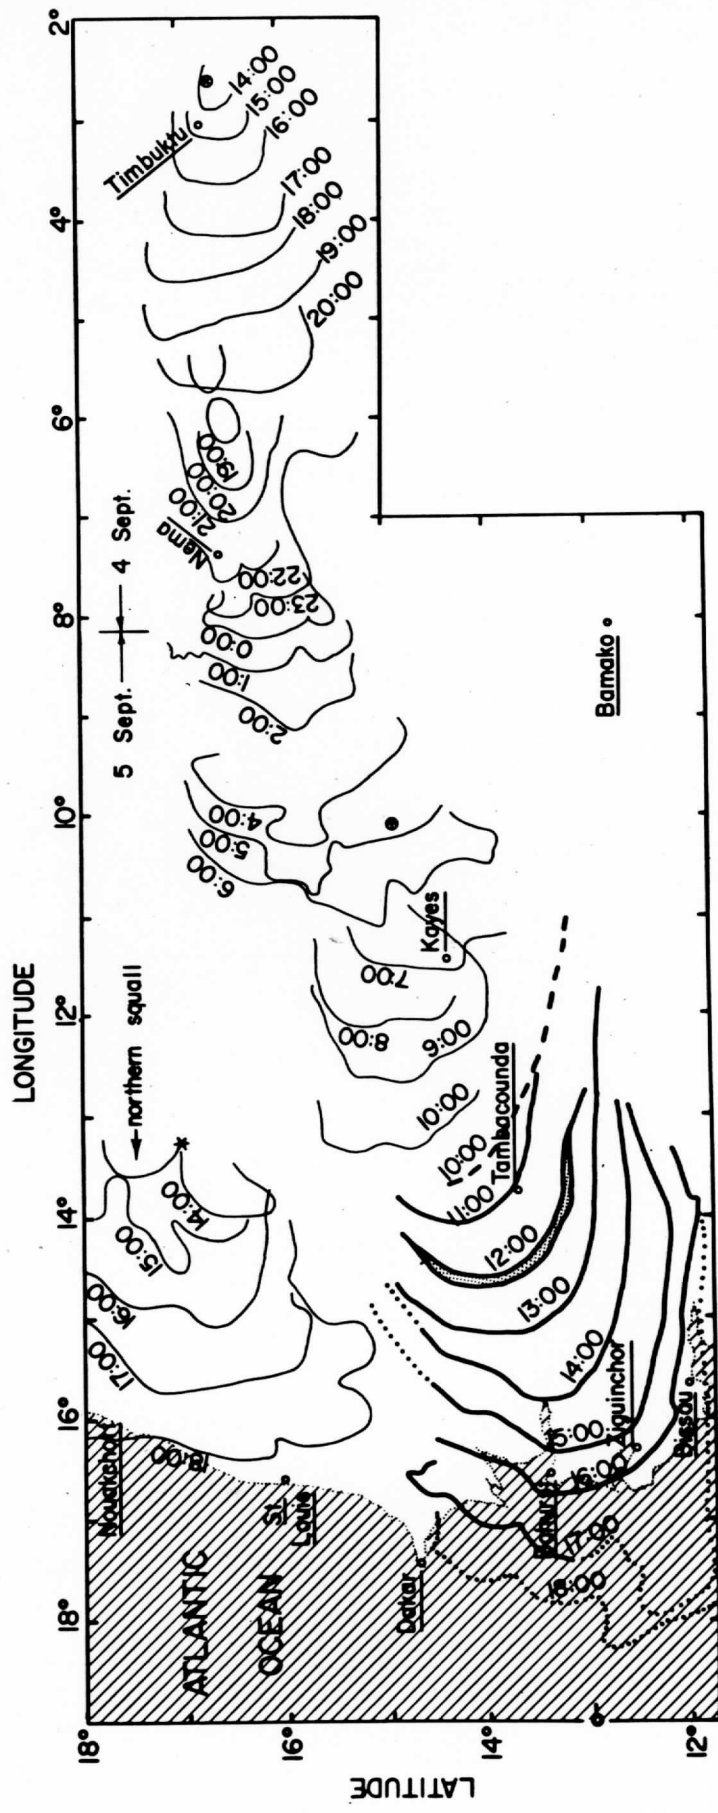 LONGITUDE
18°
16°
14°
12°
10°
8°
6°
4°
2°
LATITUDE
18°
16°
14°
12°
5 Sept.
4 Sept.
northern squall
ATLANTIC
OCEAN
Nouakchott
St.
Louis
Dakar
Bathurst
Ziguinchor
Bissau
Tambacounda
Kayes
Bamako
Nema
Timbuktu
14:00
15:00
16:00
17:00
18:00
19:00
20:00
19:00
20:00
21:00
22:00
23:00
0:00
1:00
2:00
4:00
5:00
6:00
7:00
8:00
9:00
10:00
14:00
15:00
16:00
17:00
18:00
10:00
11:00
12:00
13:00
14:00
15:00
16:00
17:00
18:00